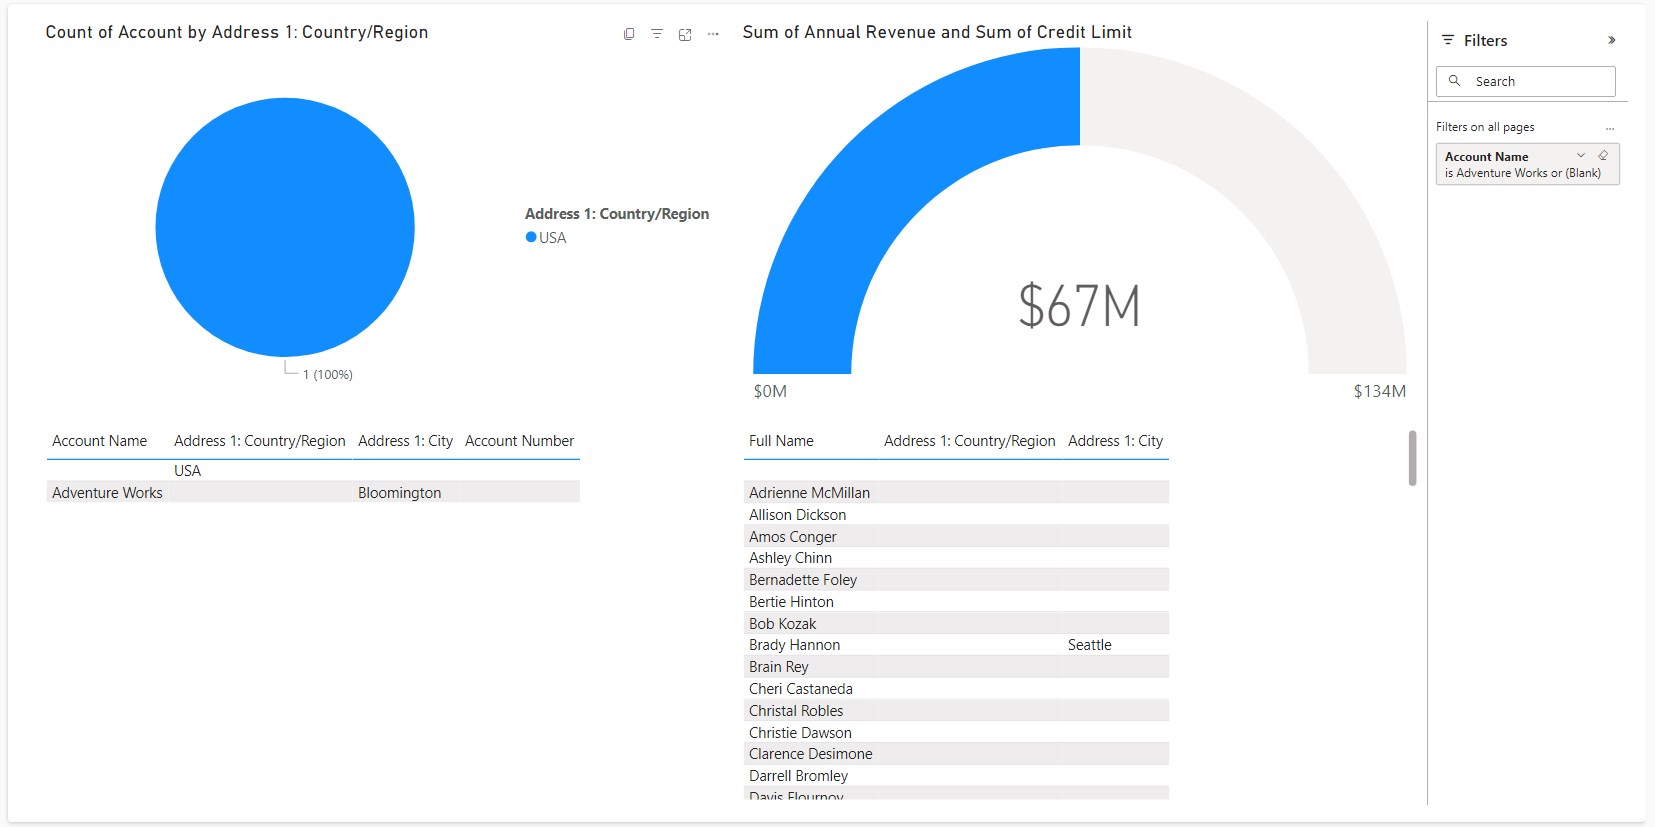 Count of Account by Address 1: Country/Region
Address 1: Country/Region
USA
1 (100%)
Sum of Annual Revenue and Sum of Credit Limit
$67M
$0M
$134M
Account Name Address 1: Country/Region Address 1: City Account Number
USA
Adventure Works Bloomington
Full Name Address 1: Country/Region Address 1: City
Adrienne McMillan
Allison Dickson
Amos Conger
Ashley Chinn
Bernadette Foley
Bertie Hinton
Bob Kozak
Brady Hannon Seattle
Brain Rey
Cheri Castaneda
Christal Robles
Christie Dawson
Clarence Desimone
Darrell Bromley
Davis Flournoy
Filters
Search
Filters on all pages
Account Name
is Adventure Works or (Blank)